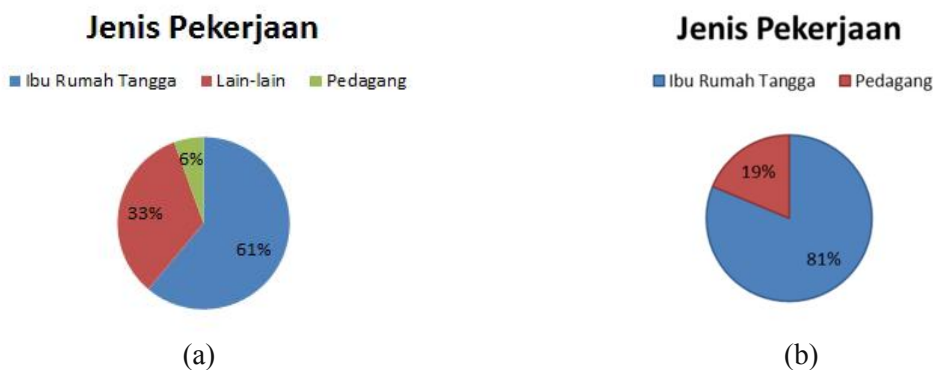 Jenis Pekerjaan
Ibu Rumah Tangga Lain-lain Pedagang
6%
33%
61%
(a)
Jenis Pekerjaan
Ibu Rumah Tangga Pedagang
19%
81%
(b)